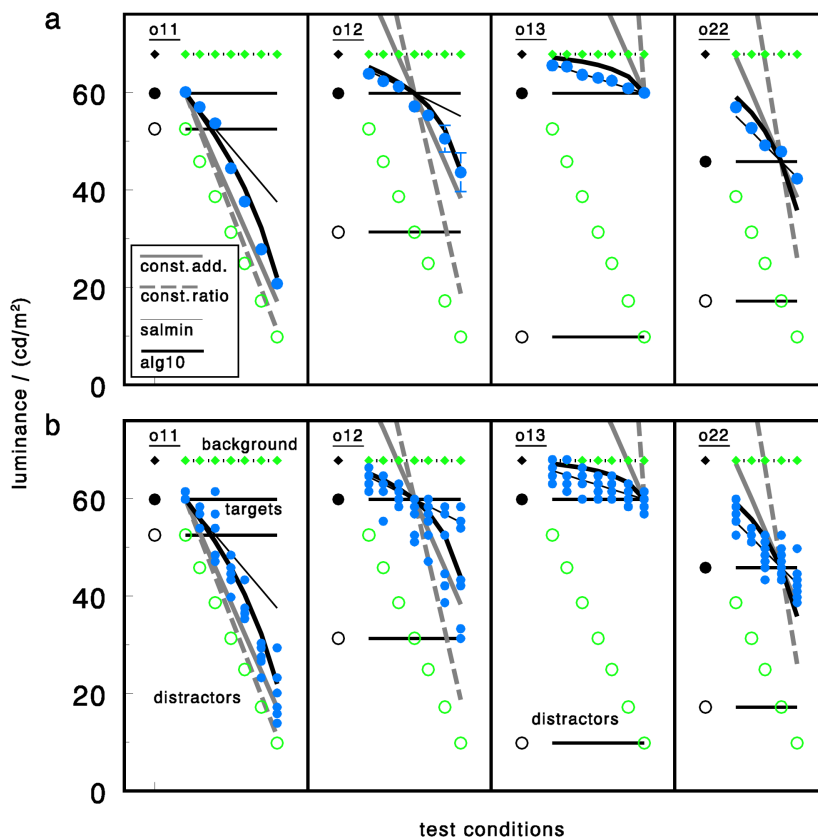 a
o11
o12
o13
o22
60
40
20
0
const.add.
const.ratio
salmin
alg10
luminance / (cd/m²)
b
o11
o12
o13
o22
background
targets
distractors
distractors
60
40
20
0
test conditions